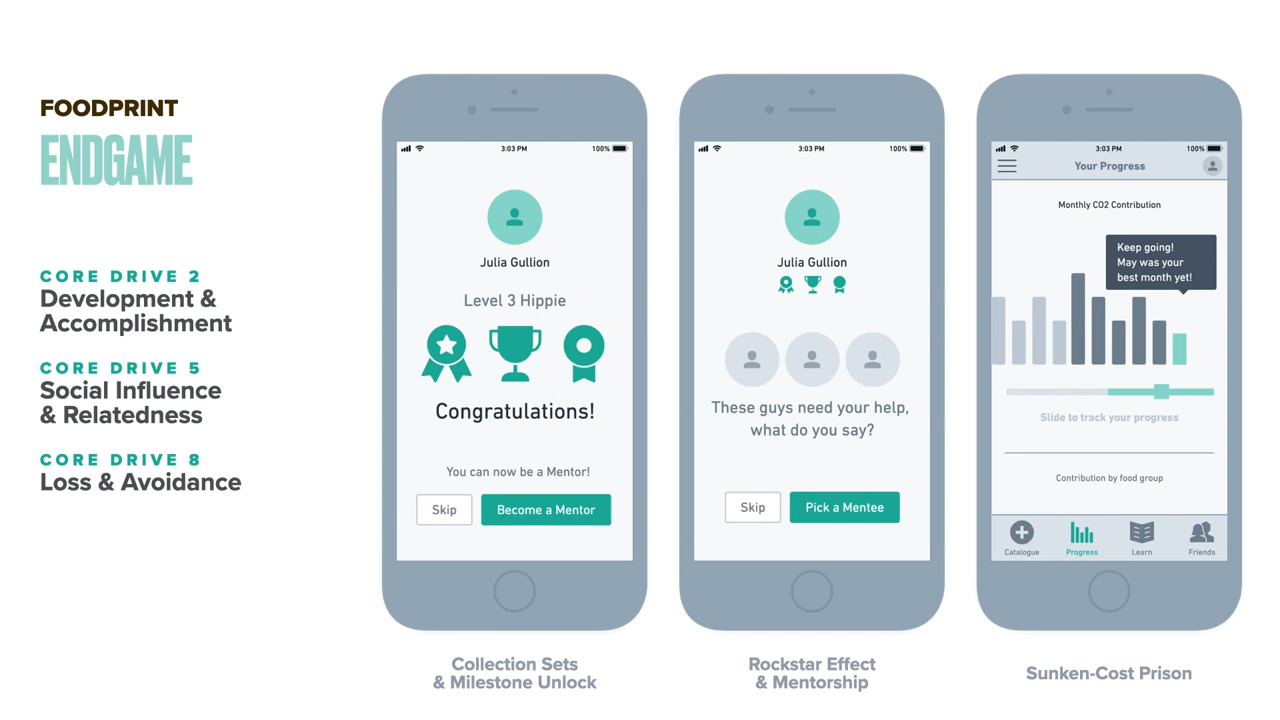 FOODPRINT
ENDGAME
CORE DRIVE 2
Development &
Accomplishment
CORE DRIVE 5
Social Influence
& Relatedness
CORE DRIVE 8
Loss & Avoidance
3:03 PM
100%
Julia Gullion
Level 3 Hippie
Congratulations!
You can now be a Mentor!
Skip
Become a Mentor
Collection Sets
& Milestone Unlock
3:03 PM
100%
Julia Gullion
These guys need your help,
what do you say?
Skip
Pick a Mentee
Rockstar Effect
& Mentorship
3:03 PM
100%
Your Progress
Monthly CO2 Contribution
Keep going!
May was your
best month yet!
Slide to track your progress
Contribution by food group
Catalogue
Progress
Learn
Friends
Sunken-Cost Prison